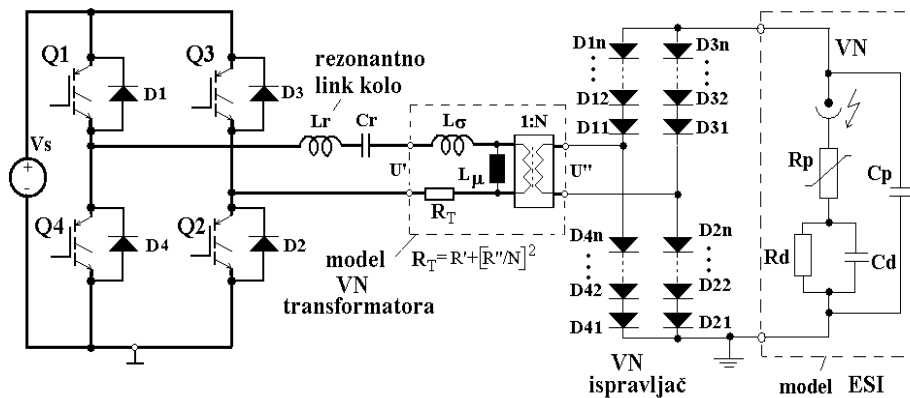 Q1
Q3
D1
D3
rezonantno
link kolo
Lr
Cr
Vs
Q4
Q2
D4
D2
Lσ
1:N
U'
Lμ
U''
R_T
model
VN
transformatora
R_T=R'+[R''/N]^2
D1n
D3n
D12
D32
D11
D31
D4n
D2n
D42
D22
D41
D21
VN
ispravljač
VN
Rp
Cp
Rd
Cd
model ESI